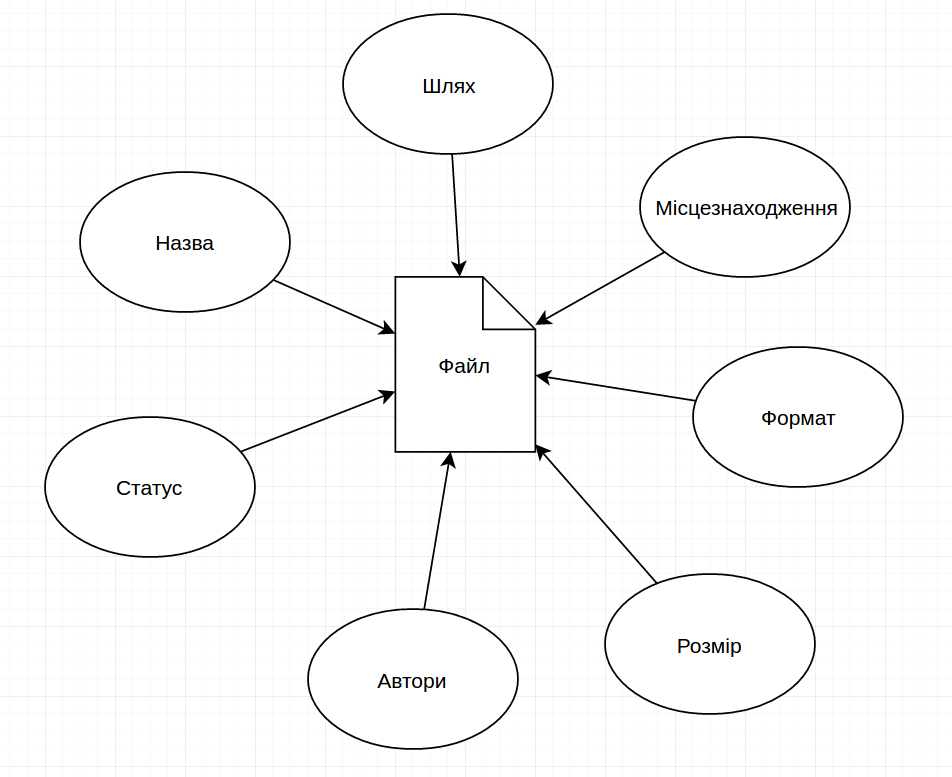 Шлях
Місцезнаходження
Назва
Файл
Формат
Статус
Розмір
Автори